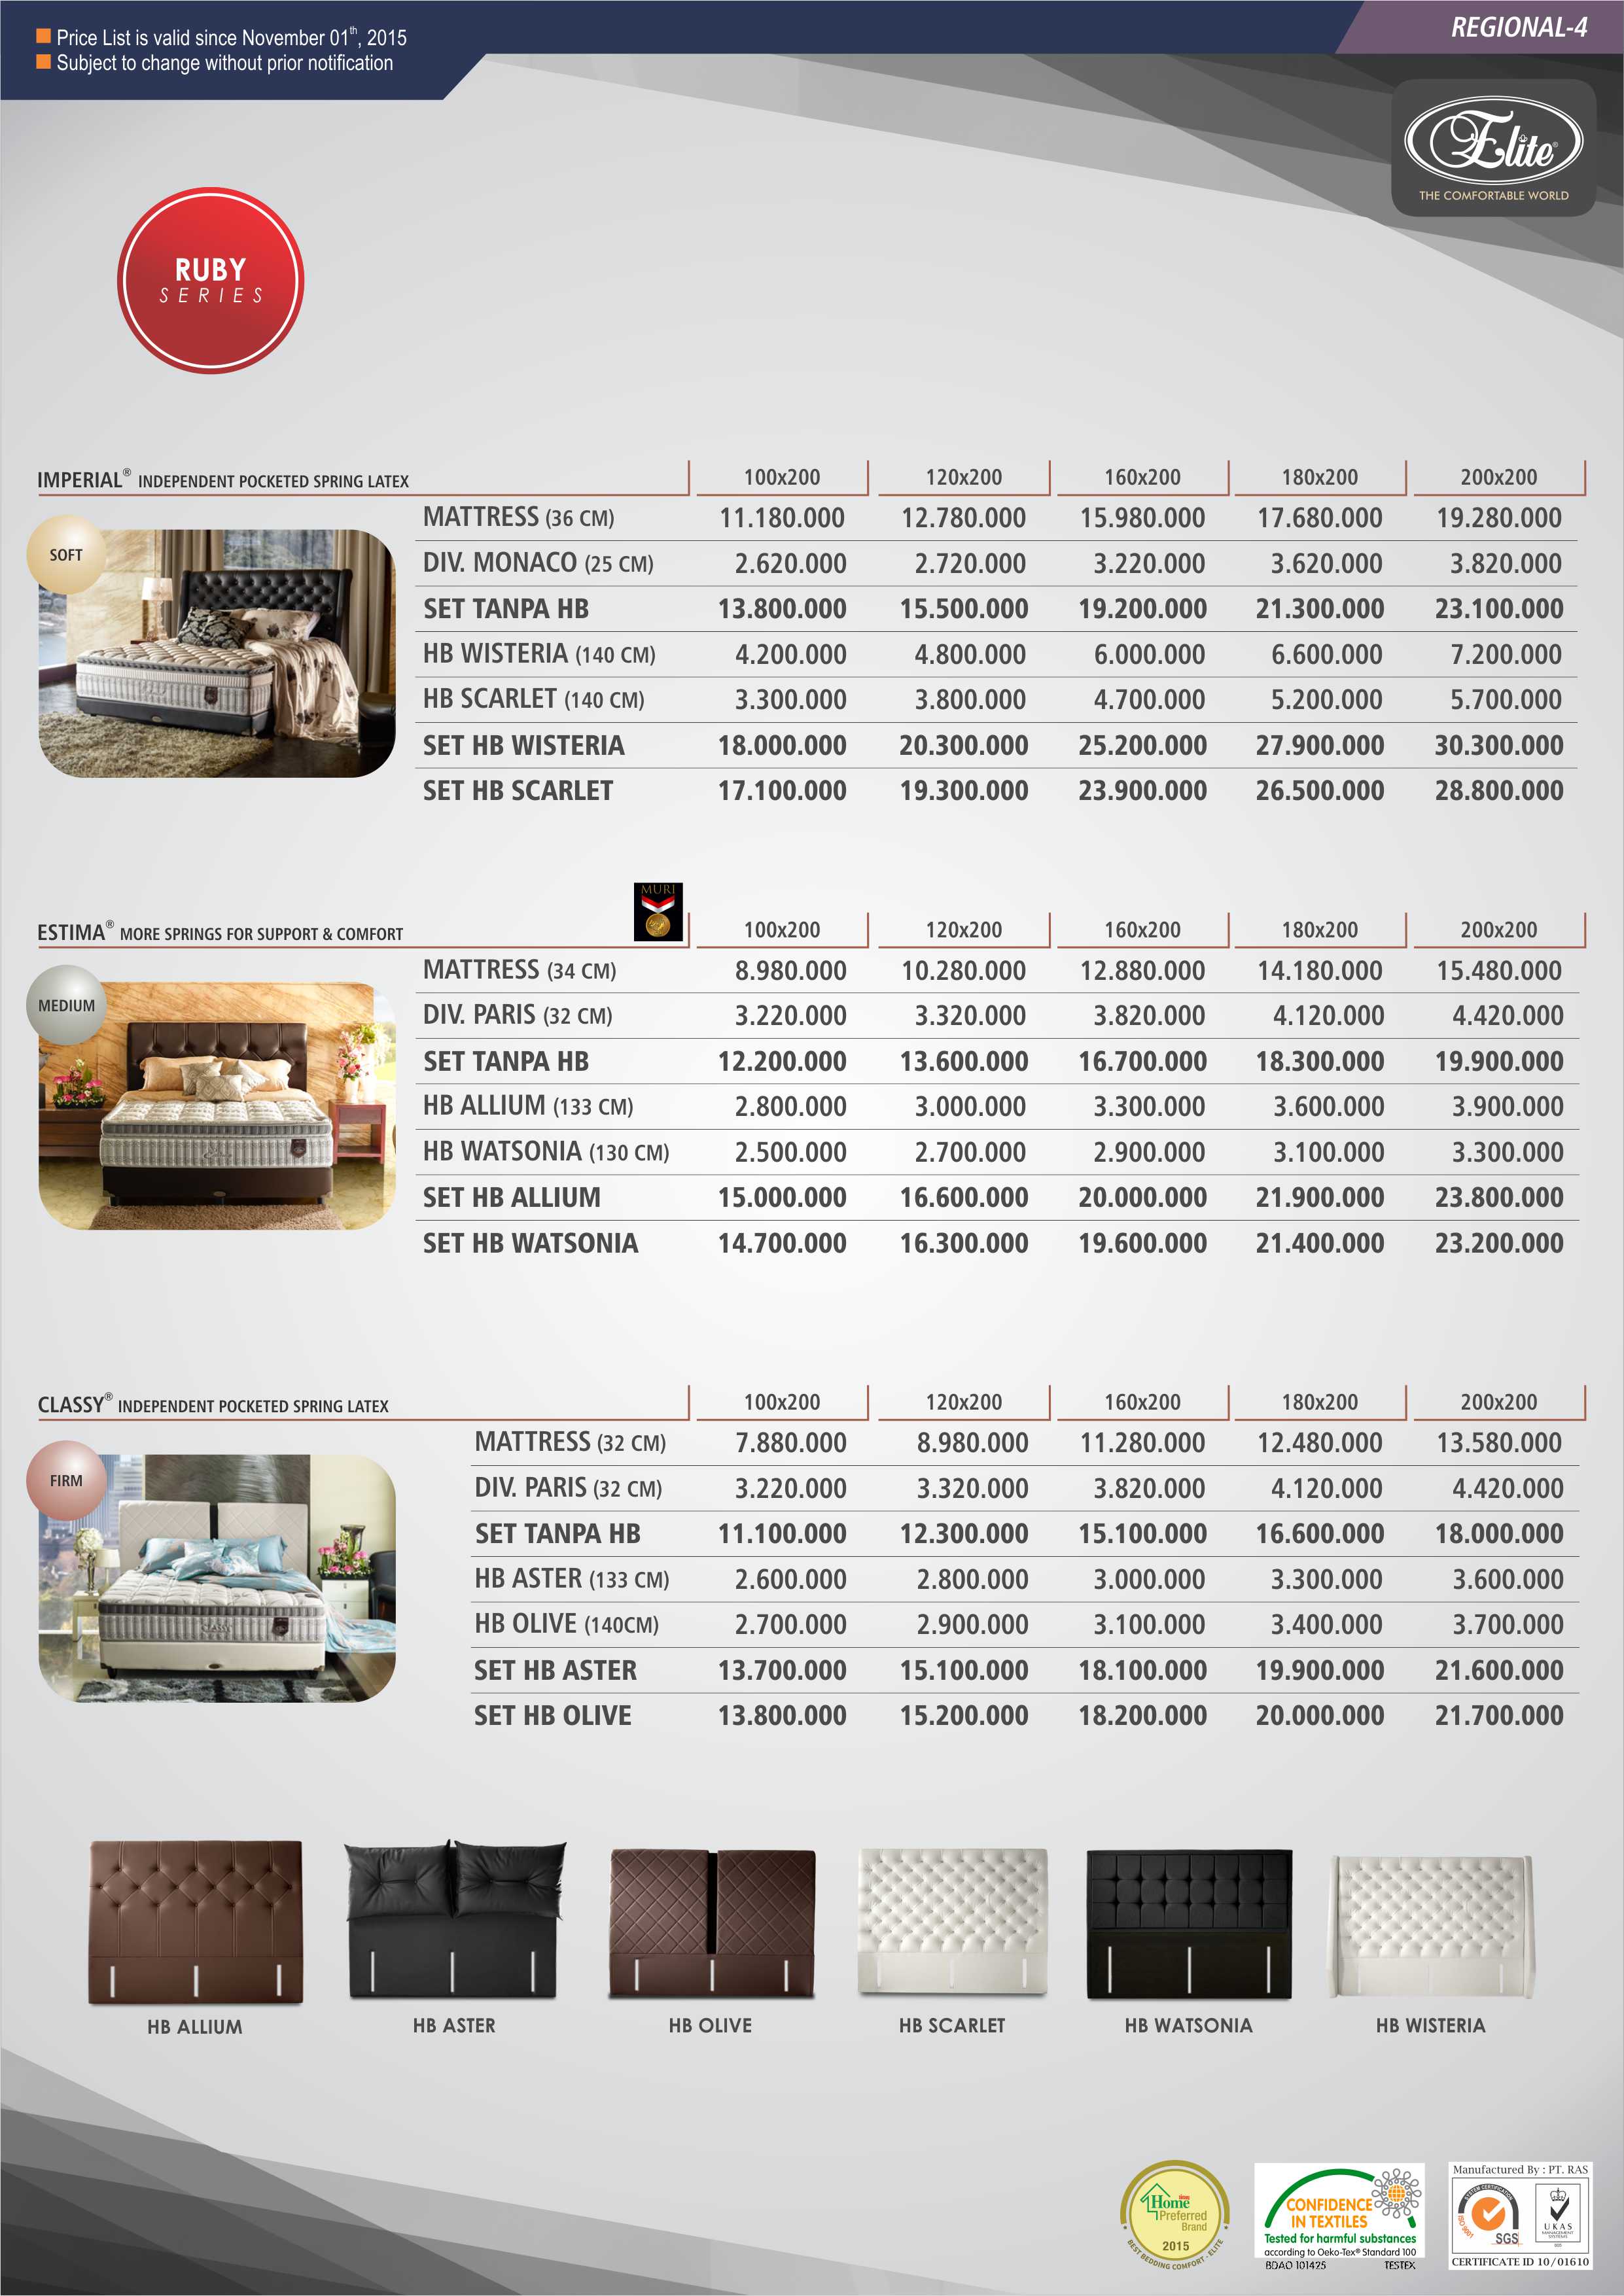 Price List is valid since November 01th, 2015
Subject to change without prior notification
REGIONAL-4
Elite®
THE COMFORTABLE WORLD
RUBY
SERIES
IMPERIAL® INDEPENDENT POCKETED SPRING LATEX 100x200 120x200 160x200 180x200 200x200
SOFT
MATTRESS (36 CM) 11.180.000 12.780.000 15.980.000 17.680.000 19.280.000
DIV. MONACO (25 CM) 2.620.000 2.720.000 3.220.000 3.620.000 3.820.000
SET TANPA HB 13.800.000 15.500.000 19.200.000 21.300.000 23.100.000
HB WISTERIA (140 CM) 4.200.000 4.800.000 6.000.000 6.600.000 7.200.000
HB SCARLET (140 CM) 3.300.000 3.800.000 4.700.000 5.200.000 5.700.000
SET HB WISTERIA 18.000.000 20.300.000 25.200.000 27.900.000 30.300.000
SET HB SCARLET 17.100.000 19.300.000 23.900.000 26.500.000 28.800.000
MURI
ESTIMA® MORE SPRINGS FOR SUPPORT & COMFORT 100x200 120x200 160x200 180x200 200x200
MEDIUM
MATTRESS (34 CM) 8.980.000 10.280.000 12.880.000 14.180.000 15.480.000
DIV. PARIS (32 CM) 3.220.000 3.320.000 3.820.000 4.120.000 4.420.000
SET TANPA HB 12.200.000 13.600.000 16.700.000 18.300.000 19.900.000
HB ALLIUM (133 CM) 2.800.000 3.000.000 3.300.000 3.600.000 3.900.000
HB WATSONIA (130 CM) 2.500.000 2.700.000 2.900.000 3.100.000 3.300.000
SET HB ALLIUM 15.000.000 16.600.000 20.000.000 21.900.000 23.800.000
SET HB WATSONIA 14.700.000 16.300.000 19.600.000 21.400.000 23.200.000
CLASSY® INDEPENDENT POCKETED SPRING LATEX 100x200 120x200 160x200 180x200 200x200
FIRM
MATTRESS (32 CM) 7.880.000 8.980.000 11.280.000 12.480.000 13.580.000
DIV. PARIS (32 CM) 3.220.000 3.320.000 3.820.000 4.120.000 4.420.000
SET TANPA HB 11.100.000 12.300.000 15.100.000 16.600.000 18.000.000
HB ASTER (133 CM) 2.600.000 2.800.000 3.000.000 3.300.000 3.600.000
HB OLIVE (140CM) 2.700.000 2.900.000 3.100.000 3.400.000 3.700.000
SET HB ASTER 13.700.000 15.100.000 18.100.000 19.900.000 21.600.000
SET HB OLIVE 13.800.000 15.200.000 18.200.000 20.000.000 21.700.000
HB ALLIUM HB ASTER HB OLIVE HB SCARLET HB WATSONIA HB WISTERIA
Home
Preferred
Brand
2015
BEST BEDDING COMFORT - ELITE
CONFIDENCE
IN TEXTILES
Tested for harmful substances
according to Oeko-Tex® Standard 100
BDAO 101425 TESTEX
Manufactured By : PT. RAS
SYSTEM CERTIFICATION
ISO 9001
SGS
UKAS
MANAGEMENT
SYSTEMS
CERTIFICATE ID 10/01610